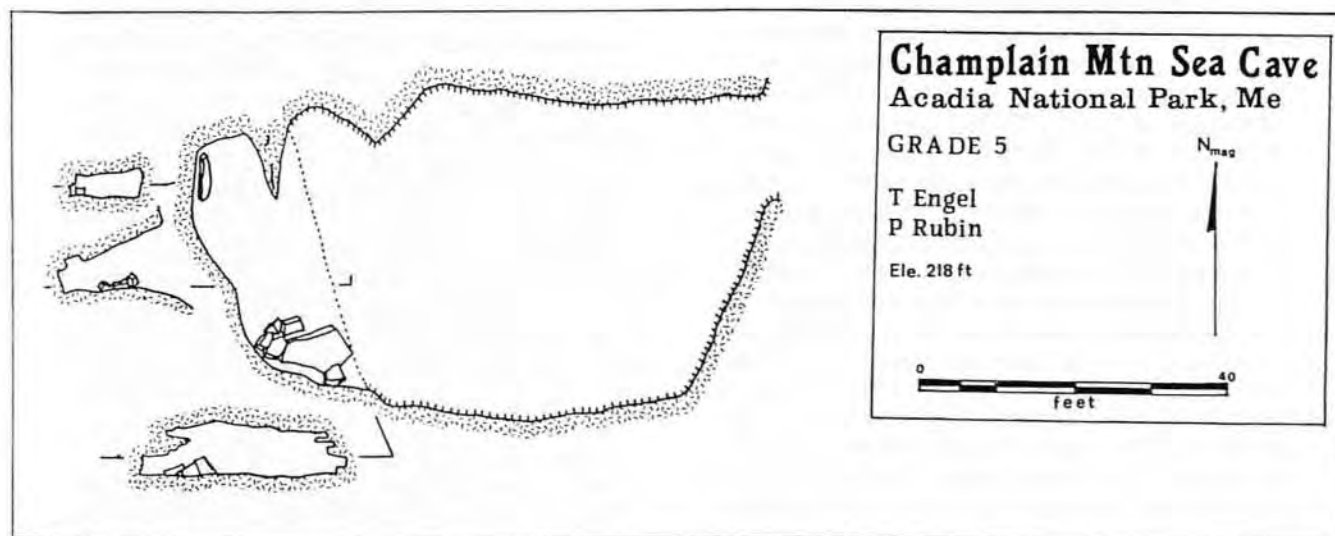 Champlain Mtn Sea Cave
Acadia National Park, Me
GRADE 5
Nmag
T Engel
P Rubin
Ele. 218 ft
0 40
feet